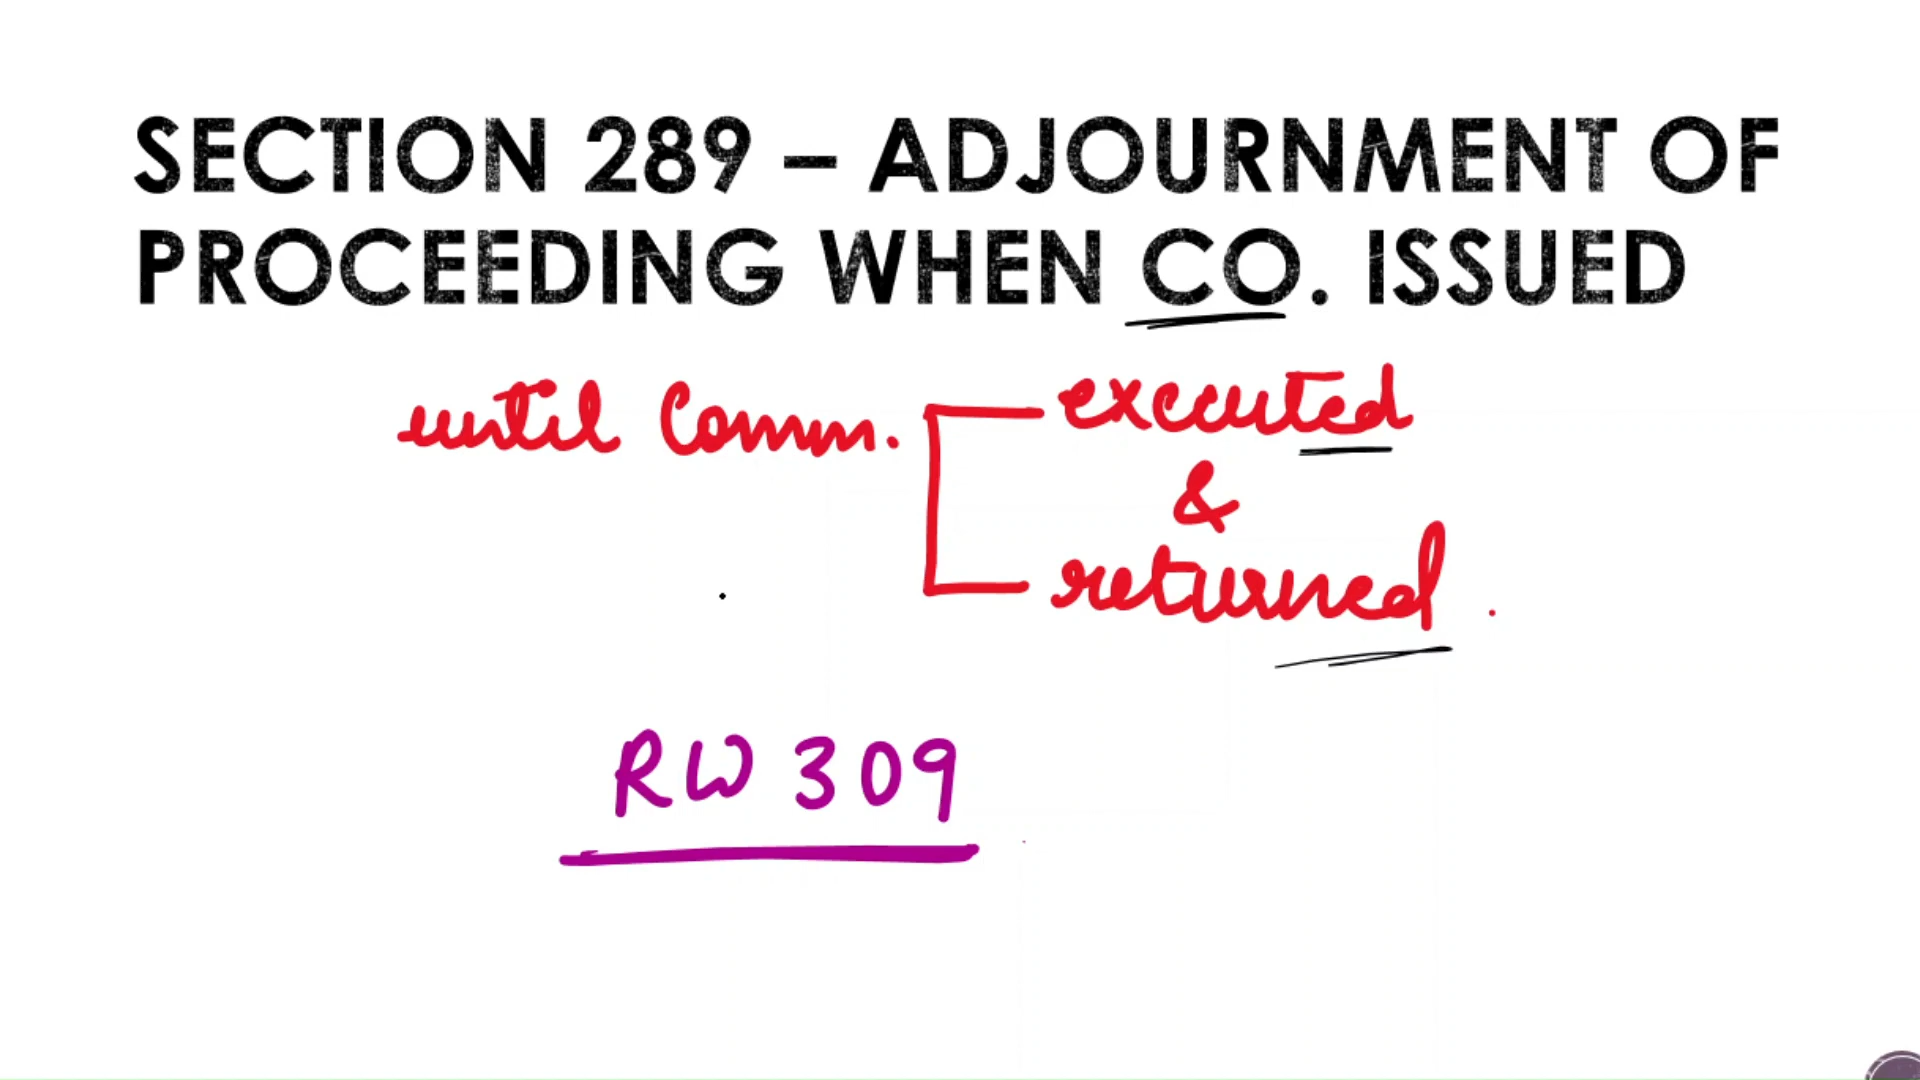 SECTION 289 – ADJOURNMENT OF
PROCEEDING WHEN CO. ISSUED
until Comm. executed
&
returned.
RW 309